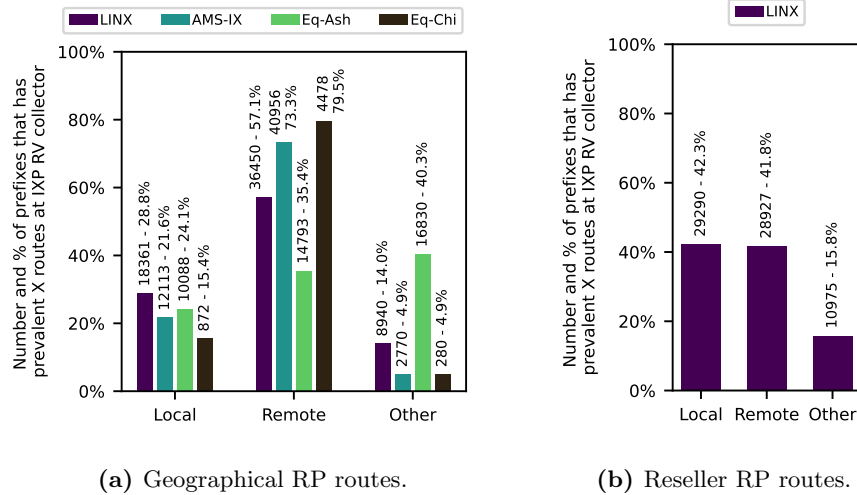 LINX AMS-IX Eq-Ash Eq-Chi
Number and % of prefixes that has
prevalent X routes at IXP RV collector
100%
80%
60%
40%
20%
0%
18361 - 28.8%
12113 - 21.6%
10088 - 24.1%
872 - 15.4%
36450 - 57.1%
40956
73.3%
14793 - 35.4%
4478
79.5%
8940 - 14.0%
2770 - 4.9%
16830 - 40.3%
280 - 4.9%
Local Remote Other
(a) Geographical RP routes.
LINX
Number and % of prefixes that has
prevalent X routes at IXP RV collector
100%
80%
60%
40%
20%
0%
29290 - 42.3%
28927 - 41.8%
10975 - 15.8%
Local Remote Other
(b) Reseller RP routes.